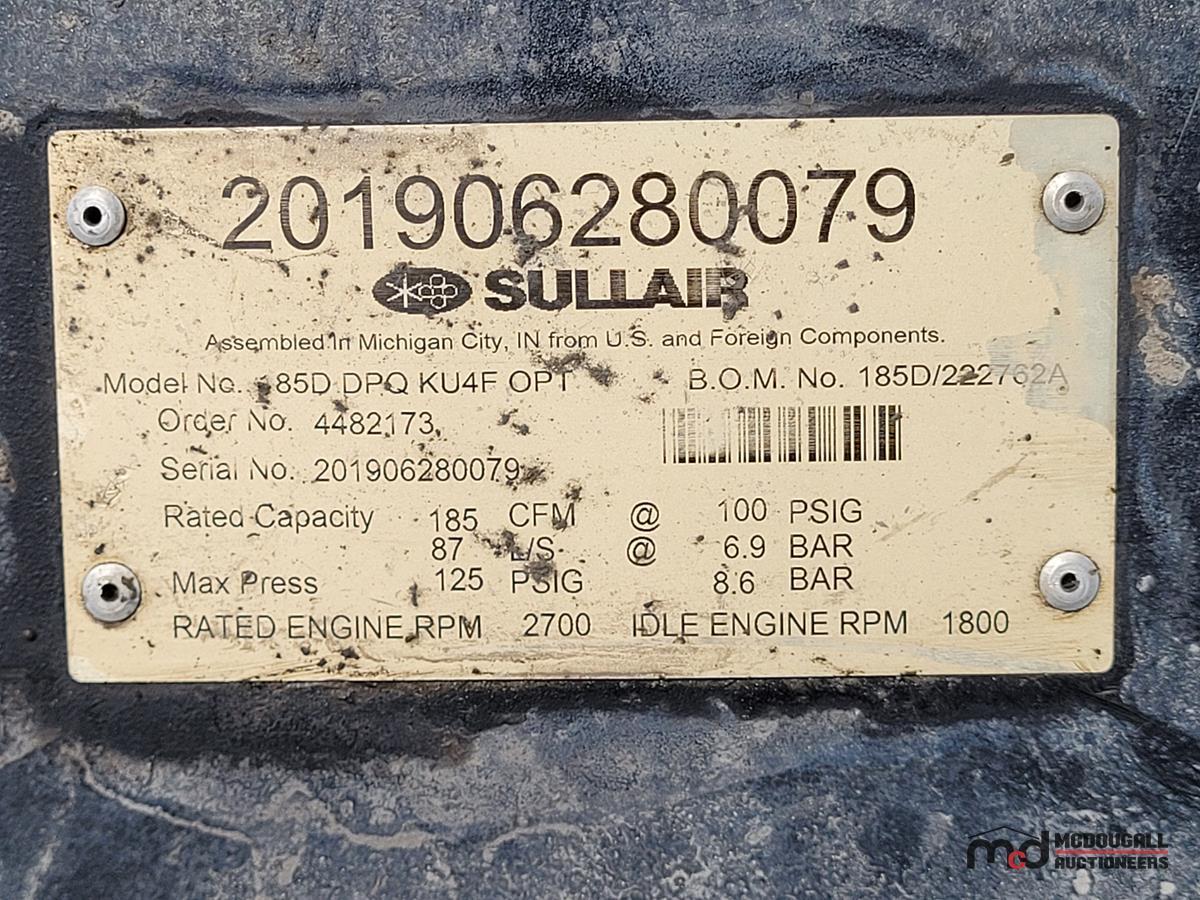 201906280079
SULLAIR
Assembled in Michigan City, IN from U.S. and Foreign Components.
Model No. 185D DPQ KU4F OPT B.O.M. No. 185D/222762A
Order No. 4482173
Serial No. 201906280079
Rated Capacity 185 CFM @ 100 PSIG
87 L/S @ 6.9 BAR
Max Press 125 PSIG 8.6 BAR
RATED ENGINE RPM 2700 IDLE ENGINE RPM 1800
mcd MCDOUGALL
AUCTIONEERS